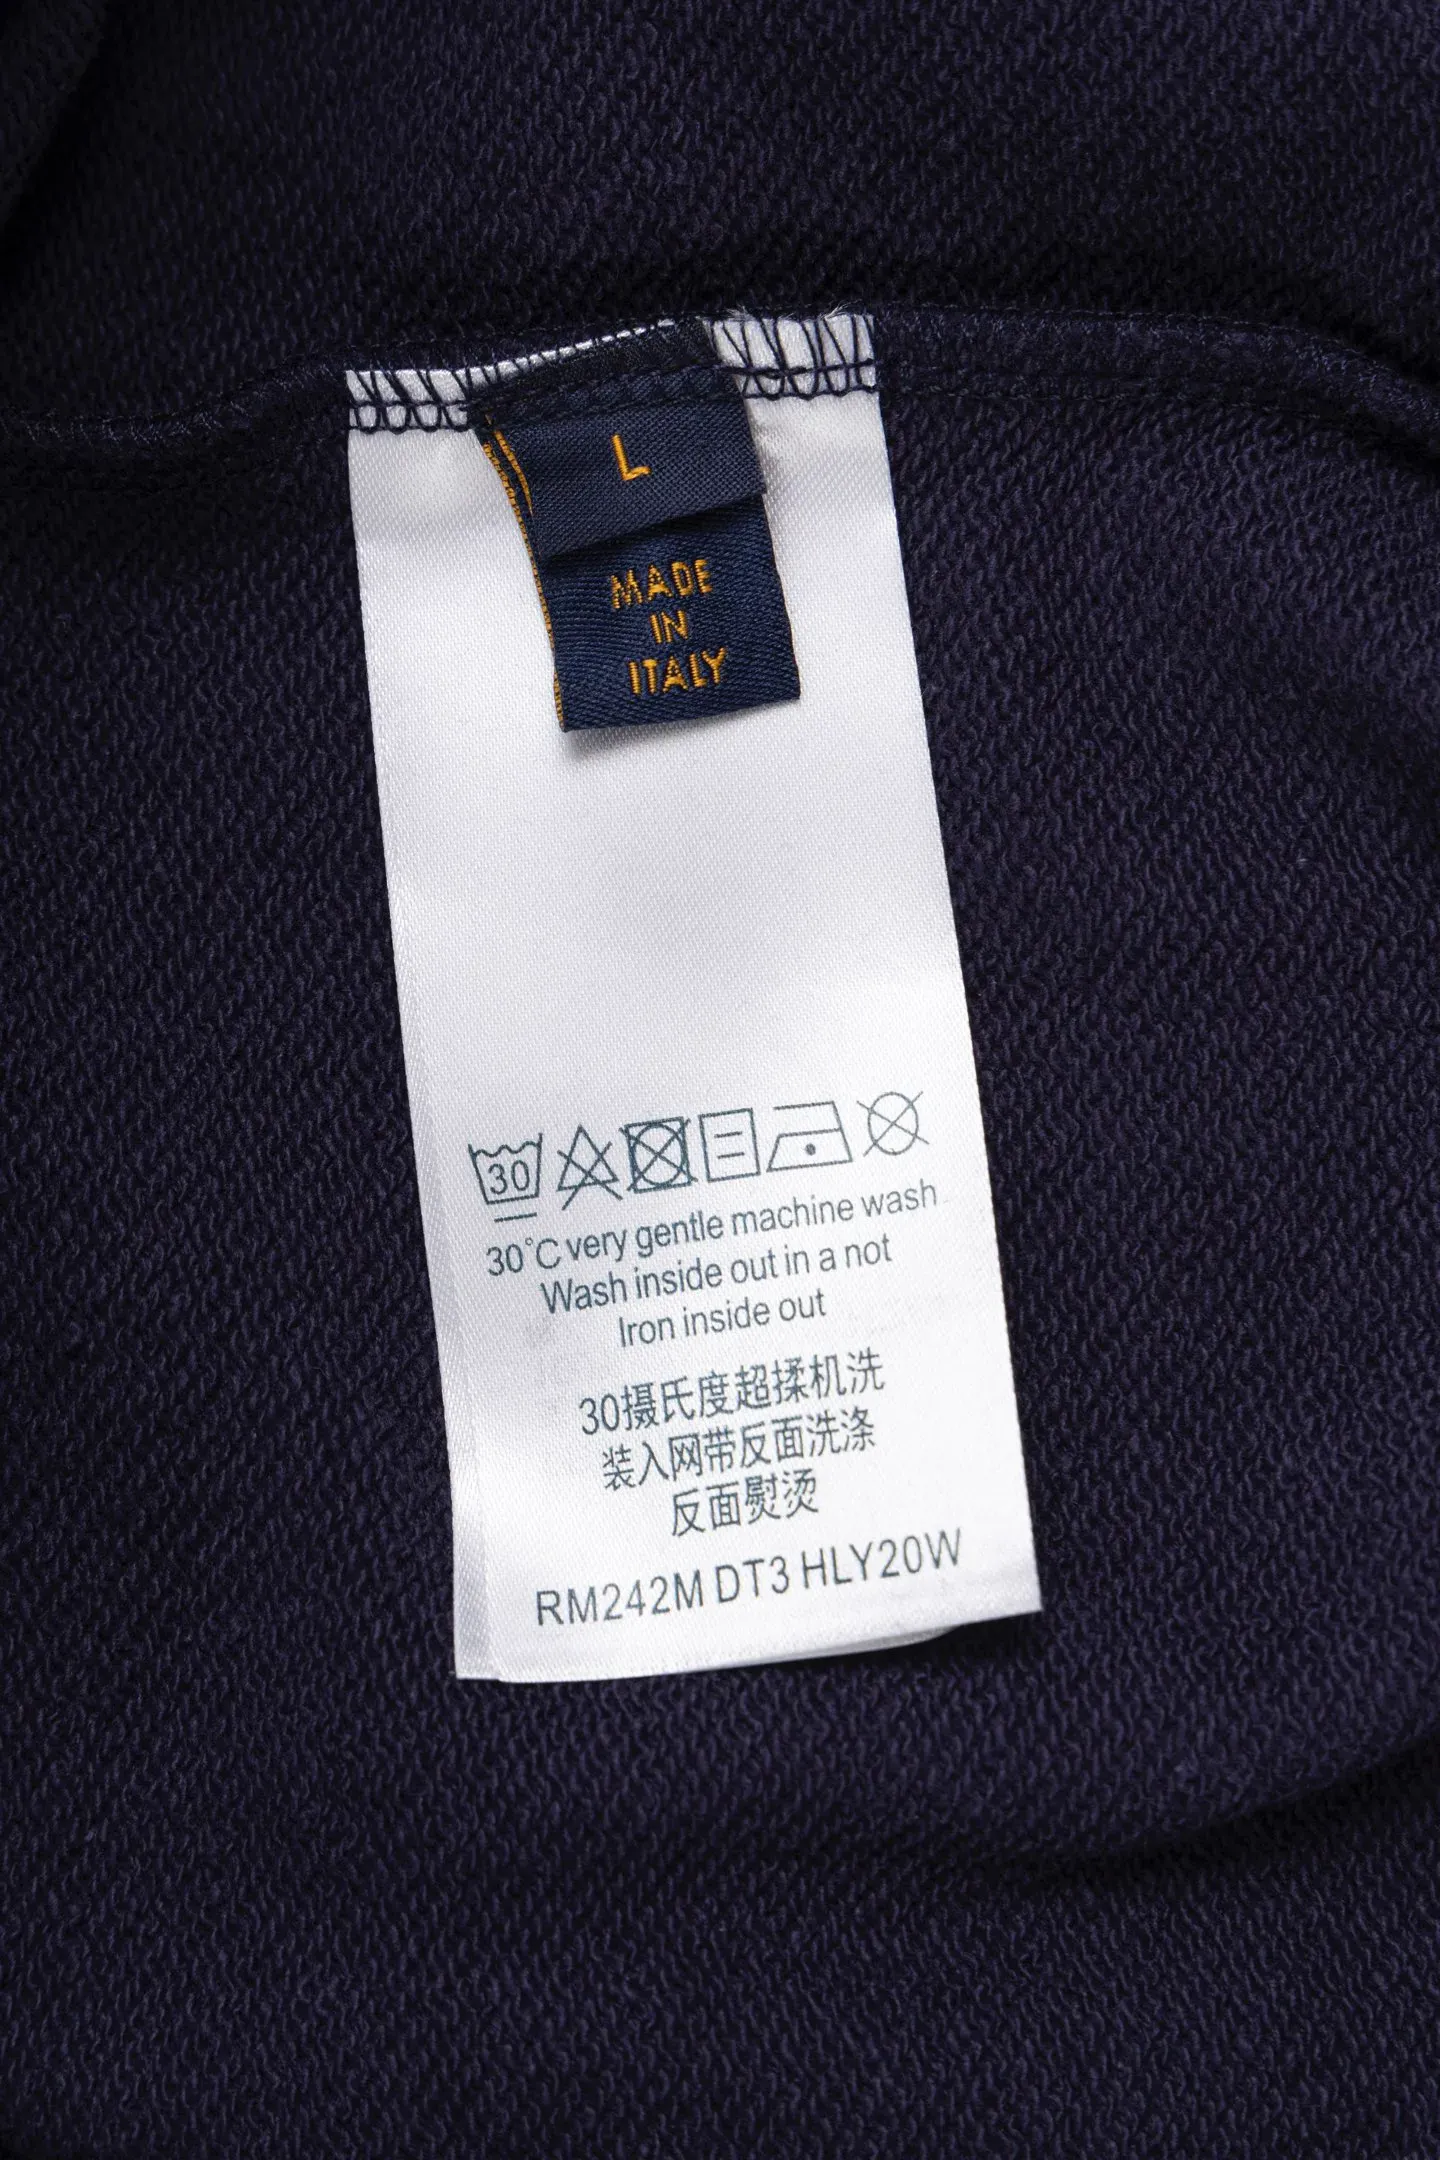 L
MADE
IN
ITALY
30
30°C very gentle machine wash
Wash inside out in a not
Iron inside out
30摄氏度超揉机洗
装入网带反面洗涤
反面熨烫
RM242M DT3 HLY20W